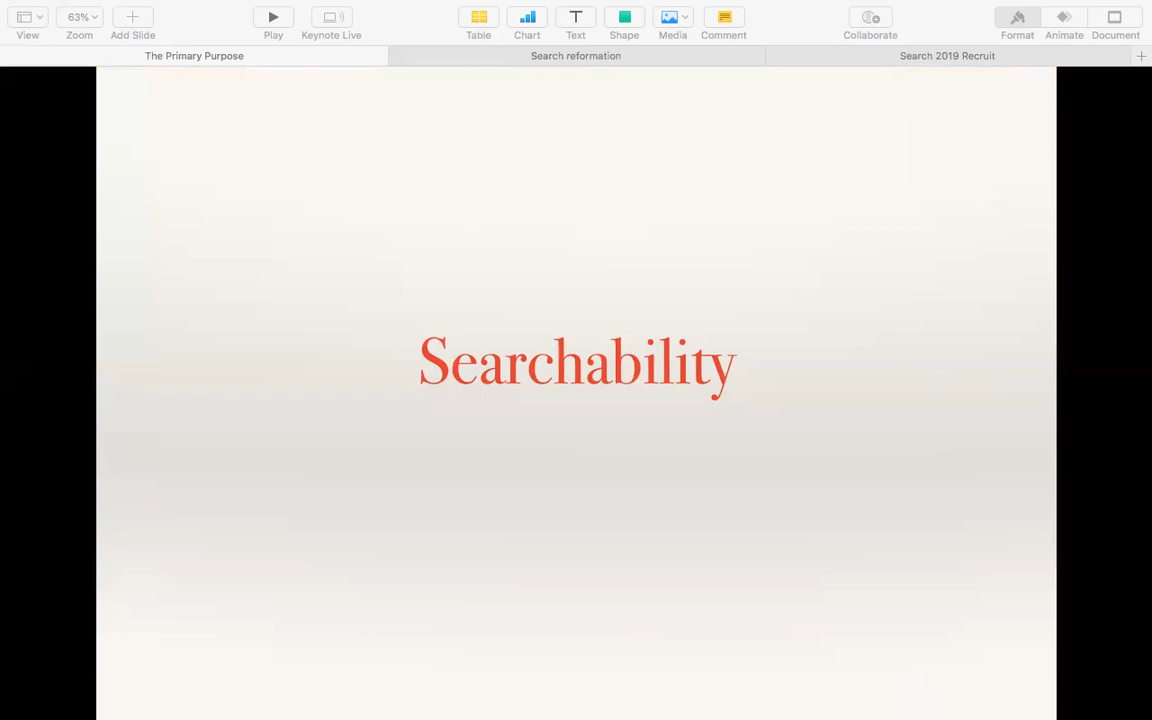 63%
View
Zoom
Add Slide
Play
Keynote Live
Table
Chart
Text
Shape
Media
Comment
Collaborate
Format
Animate
Document
The Primary Purpose
Search reformation
Search 2019 Recruit
Searchability